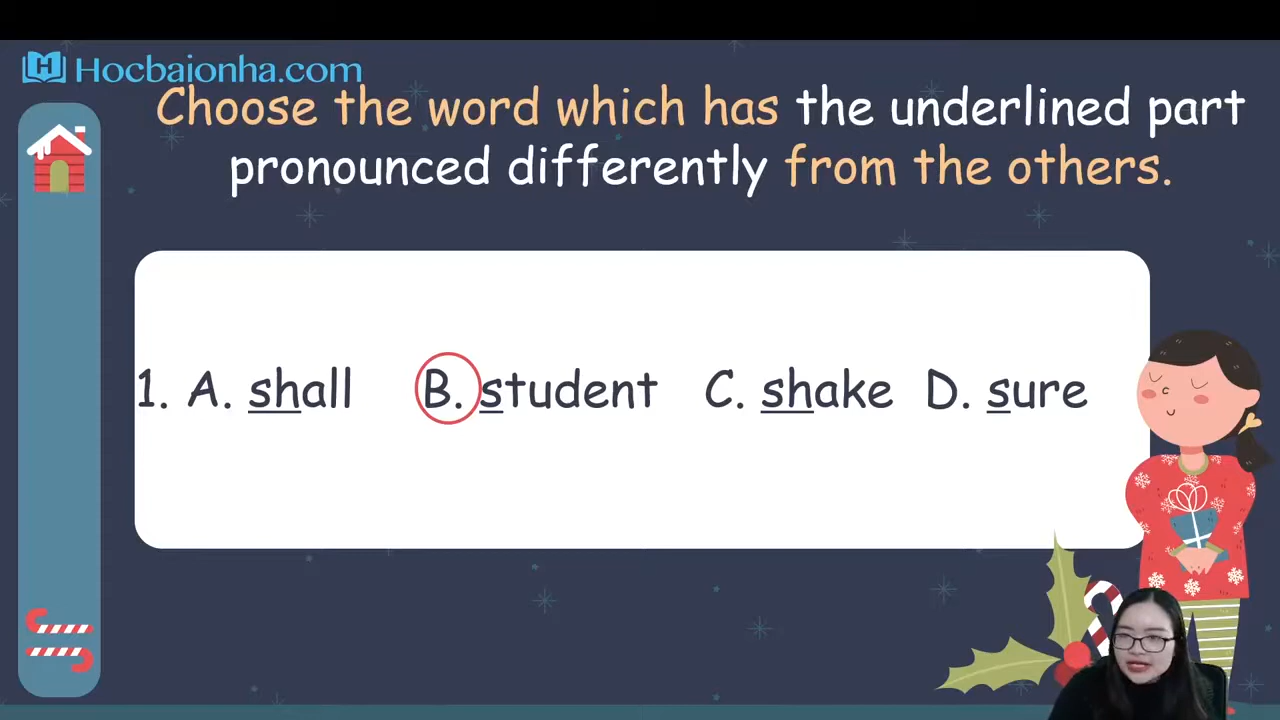 Hocbaionha.com
Choose the word which has the underlined part
pronounced differently from the others.
1. A. shall B. student C. shake D. sure